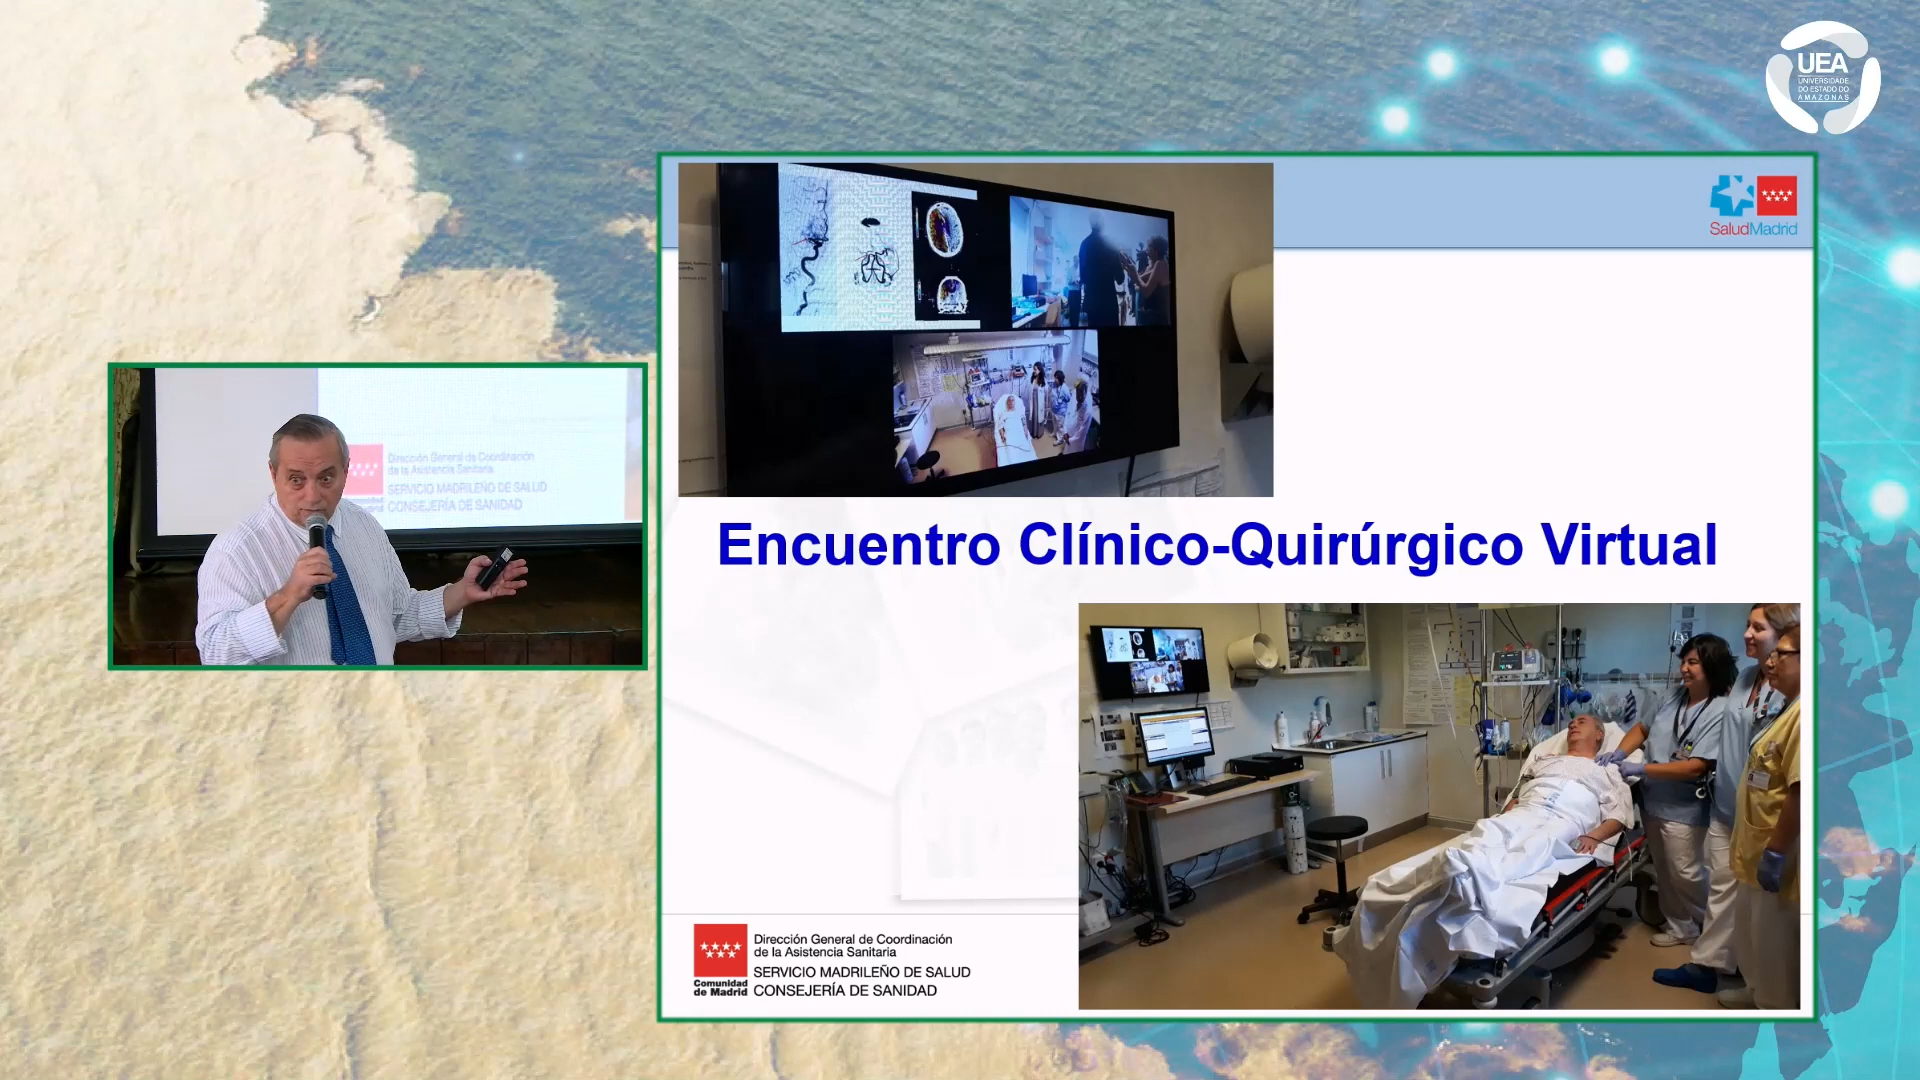 UEA
UNIVERSIDADE
DO ESTADO DO
AMAZONAS
SaludMadrid
Encuentro Clínico-Quirúrgico Virtual
Dirección General de Coordinación
de la Asistencia Sanitaria
SERVICIO MADRILEÑO DE SALUD
CONSEJERÍA DE SANIDAD
Dirección General de Coordinación
de la Asistencia Sanitaria
SERVICIO MADRILEÑO DE SALUD
CONSEJERÍA DE SANIDAD
Comunidad
de Madrid